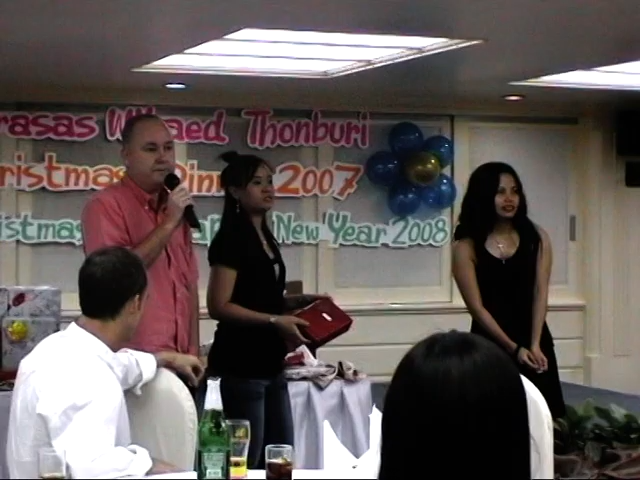 rasas Witaed Thonburi
ristmas Dinn 2007
istmas New Year 2008